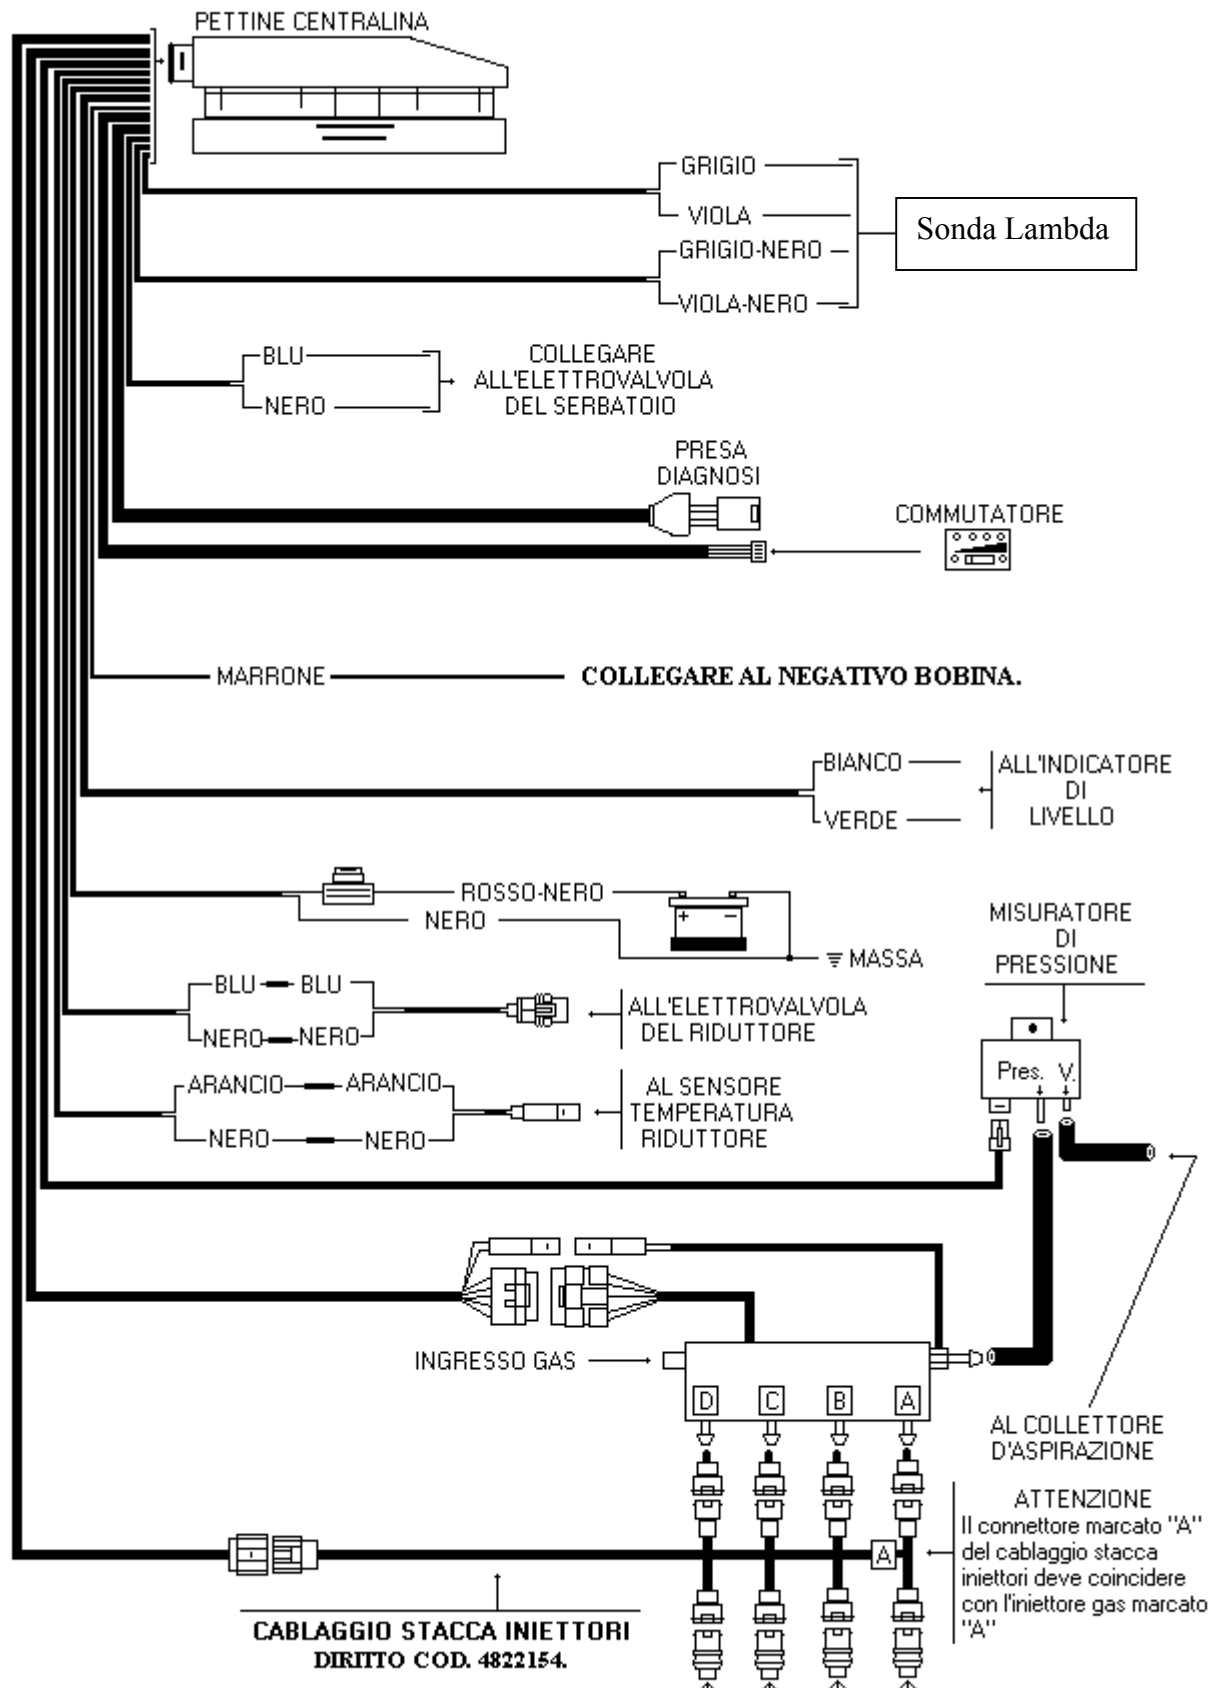 PETTINE CENTRALINA
GRIGIO
VIOLA
GRIGIO-NERO
VIOLA-NERO
Sonda Lambda
BLU
NERO
COLLEGARE
ALL'ELETTROVALVOLA
DEL SERBATOIO
PRESA
DIAGNOSI
COMMUTATORE
MARRONE
COLLEGARE AL NEGATIVO BOBINA.
BIANCO
VERDE
ALL'INDICATORE
DI
LIVELLO
ROSSO-NERO
NERO
+ −
MASSA
MISURATORE
DI
PRESSIONE
Pres. V.
BLU BLU
NERO NERO
ALL'ELETTROVALVOLA
DEL RIDUTTORE
ARANCIO ARANCIO
NERO NERO
AL SENSORE
TEMPERATURA
RIDUTTORE
INGRESSO GAS
D C B A
AL COLLETTORE
D'ASPIRAZIONE
A
ATTENZIONE
Il connettore marcato "A"
del cablaggio stacca
iniettori deve coincidere
con l'iniettore gas marcato
"A"
CABLAGGIO STACCA INIETTORI
DIRITTO COD. 4822154.